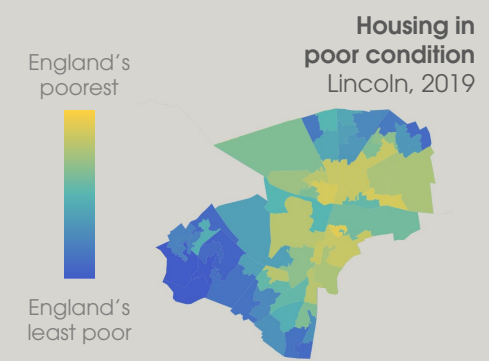 Housing in
poor condition
Lincoln, 2019
England's
poorest
England's
least poor